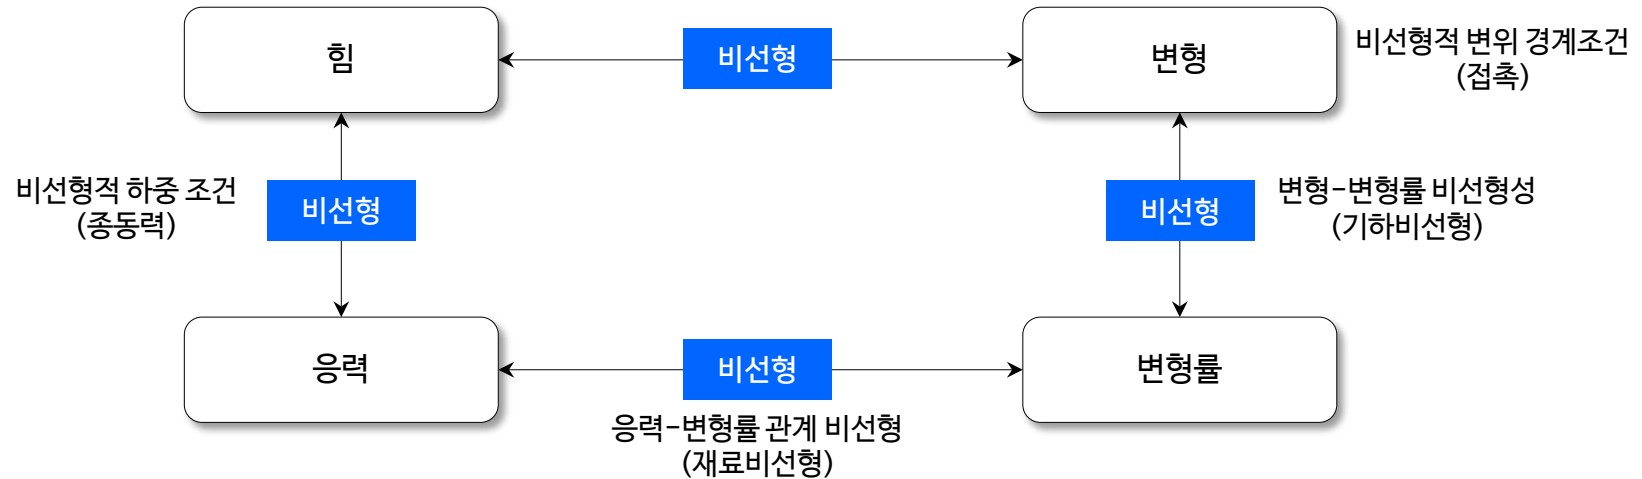 힘
비선형
변형
비선형적 변위 경계조건
(접촉)
비선형적 하중 조건
(종동력)
비선형
비선형
변형-변형률 비선형성
(기하비선형)
응력
비선형
변형률
응력-변형률 관계 비선형
(재료비선형)